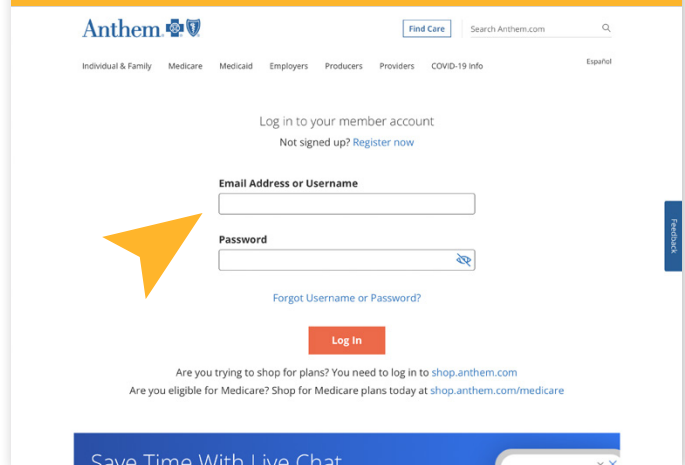 Anthem
Find Care
Search Anthem.com
Individual & Family Medicare Medicaid Employers Producers Providers COVID-19 Info
Español
Log in to your member account
Not signed up? Register now
Email Address or Username
Password
Feedback
Forgot Username or Password?
Log In
Are you trying to shop for plans? You need to log in to shop.anthem.com
Are you eligible for Medicare? Shop for Medicare plans today at shop.anthem.com/medicare
Save Time With Live Chat